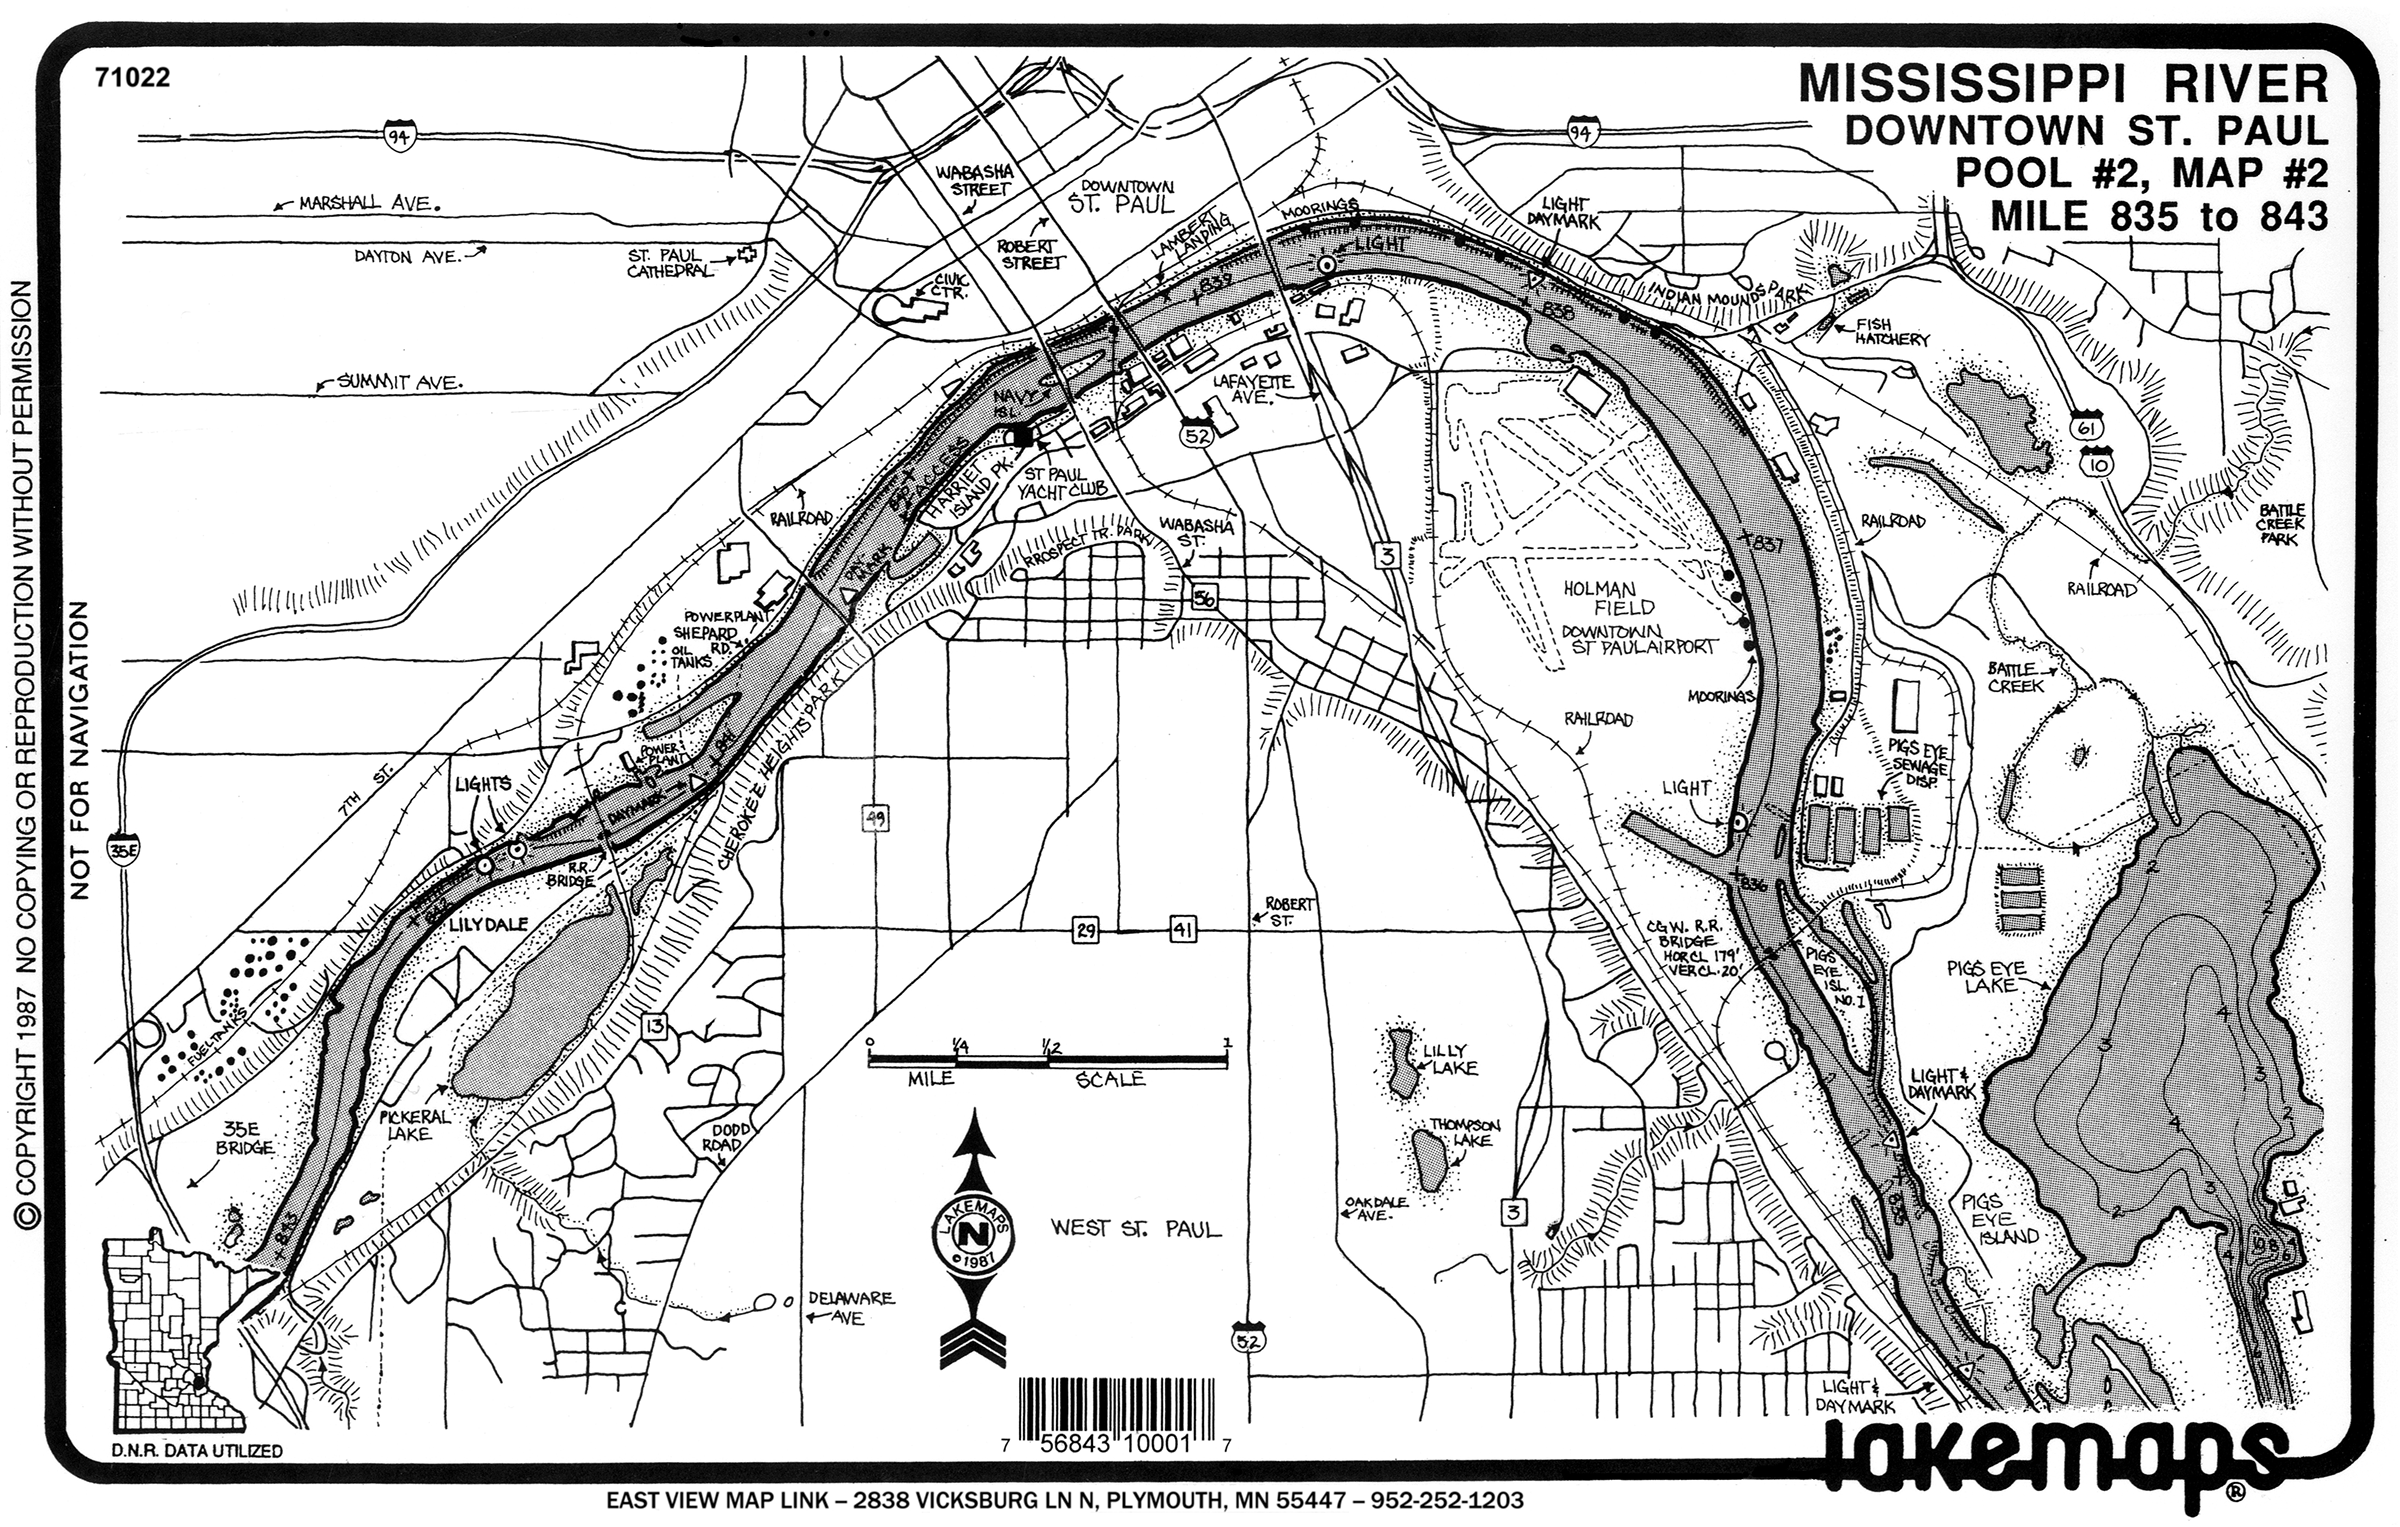 71022
MISSISSIPPI RIVER
DOWNTOWN ST. PAUL
POOL #2, MAP #2
MILE 835 to 843
94
94
MARSHALL AVE.
DAYTON AVE.
ST. PAUL
CATHEDRAL
SUMMIT AVE.
WABASHA
STREET
DOWNTOWN
ST. PAUL
ROBERT
STREET
CIVIC
CTR.
LAMBERT
LANDING
MOORINGS
LIGHT
LIGHT
DAYMARK
839
838
INDIAN MOUNDS PARK
FISH
HATCHERY
61
10
NAVY
ISL.
LAFAYETTE
AVE.
52
ACCESS
HARRIET
ISLAND PK.
ST PAUL
YACHT CLUB
RAILROAD
DAYMARK
PROSPECT TR. PARK
WABASHA
ST.
56
3
837
RAILROAD
BATTLE
CREEK
PARK
RAILROAD
HOLMAN
FIELD
DOWNTOWN
ST PAUL AIRPORT
MOORINGS
BATTLE
CREEK
POWERPLANT
SHEPARD
RD.
OIL
TANKS
POWER
PLANT
DAYMARK
CHEROKEE HEIGHTS PARK
7TH ST.
LIGHTS
35E
R.R.
BRIDGE
LILYDALE
49
RAILROAD
PIGS EYE
SEWAGE
DISP.
LIGHT
836
29
41
ROBERT
ST.
C.G.W. R.R.
BRIDGE
HOR CL 179'
VER CL. 20'
PIGS
EYE
ISL.
NO. 1
PIGS EYE
LAKE
2
2
4
3
3
4
2
3
2
FUEL TANKS
13
0
1/4
1/2
1
MILE
SCALE
LILLY
LAKE
THOMPSON
LAKE
LIGHT &
DAYMARK
35E
BRIDGE
PICKERAL
LAKE
DODD
ROAD
LAKEMAPS
N
©1987
WEST ST. PAUL
OAKDALE
AVE.
3
835
PIGS
EYE
ISLAND
843
DELAWARE
AVE
52
LIGHT &
DAYMARK
D.N.R. DATA UTILIZED
7 56843 10001 7
lakemaps®
EAST VIEW MAP LINK – 2838 VICKSBURG LN N, PLYMOUTH, MN 55447 – 952-252-1203
© COPYRIGHT 1987 NO COPYING OR REPRODUCTION WITHOUT PERMISSION
NOT FOR NAVIGATION